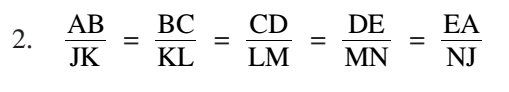 2. AB/JK = BC/KL = CD/LM = DE/MN = EA/NJ